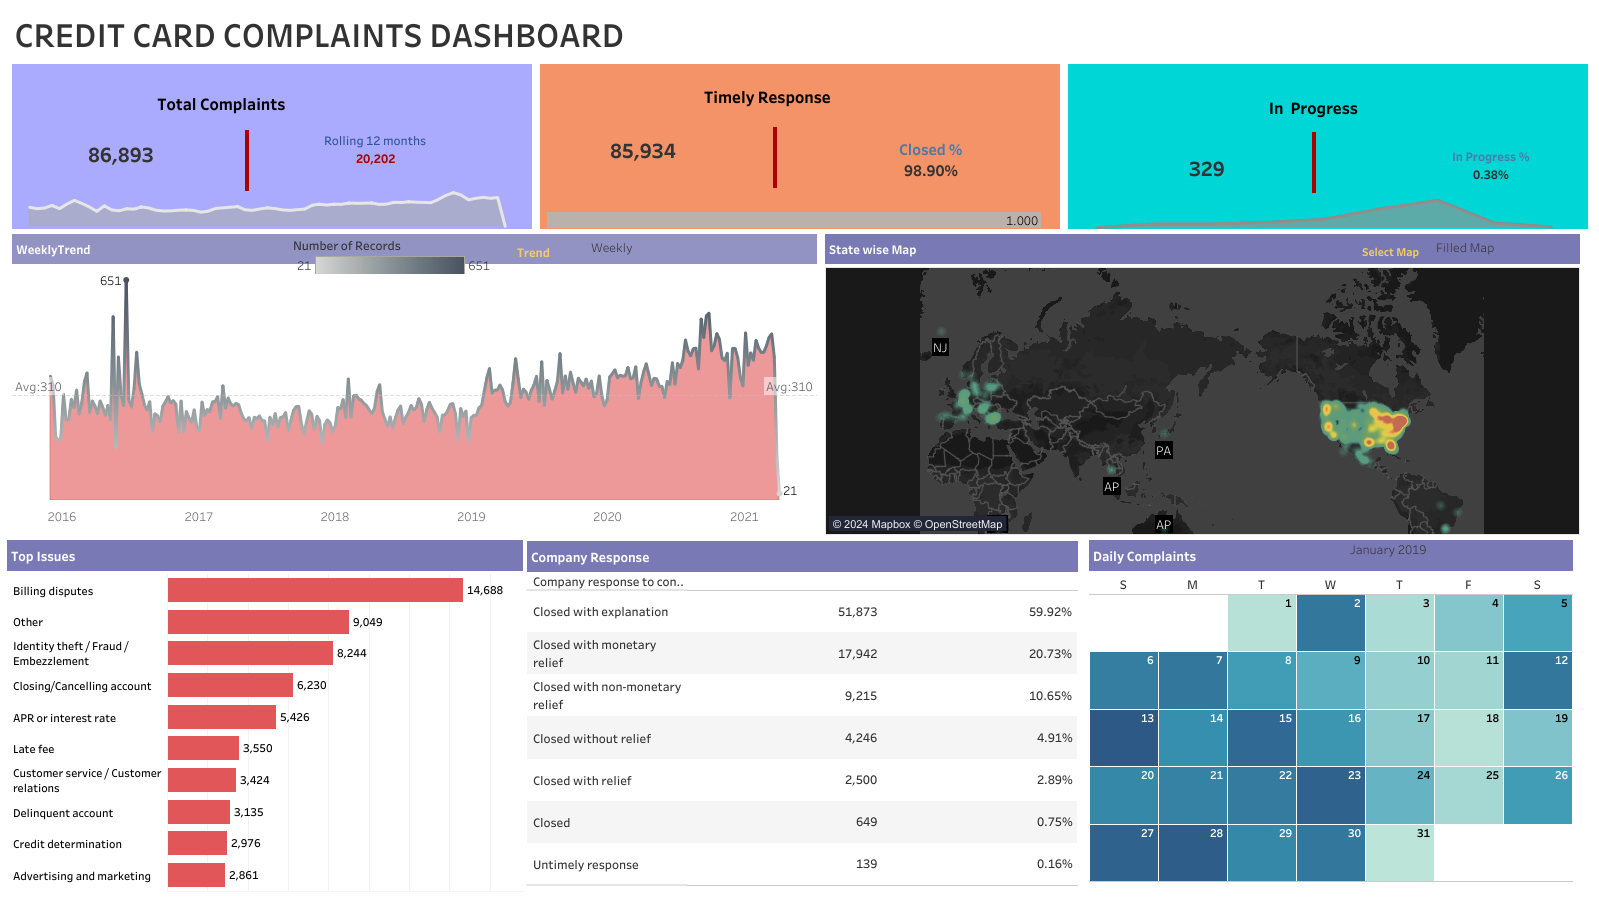 CREDIT CARD COMPLAINTS DASHBOARD
Total Complaints
86,893
Rolling 12 months
20,202
Timely Response
85,934
Closed %
98.90%
1.000
In Progress
329
In Progress %
0.38%
WeeklyTrend
Number of Records
21
651
Trend
Weekly
651
Avg:310
Avg:310
21
2016
2017
2018
2019
2020
2021
State wise Map
Select Map
Filled Map
NJ
PA
AP
AP
© 2024 Mapbox © OpenStreetMap
Top Issues
Billing disputes
14,688
Other
9,049
Identity theft / Fraud /
Embezzlement
8,244
Closing/Cancelling account
6,230
APR or interest rate
5,426
Late fee
3,550
Customer service / Customer
relations
3,424
Delinquent account
3,135
Credit determination
2,976
Advertising and marketing
2,861
Company Response
Company response to con..
Closed with explanation 51,873 59.92%
Closed with monetary
relief
17,942 20.73%
Closed with non-monetary
relief
9,215 10.65%
Closed without relief 4,246 4.91%
Closed with relief 2,500 2.89%
Closed 649 0.75%
Untimely response 139 0.16%
Daily Complaints
January 2019
S M T W T F S
1 2 3 4 5
6 7 8 9 10 11 12
13 14 15 16 17 18 19
20 21 22 23 24 25 26
27 28 29 30 31